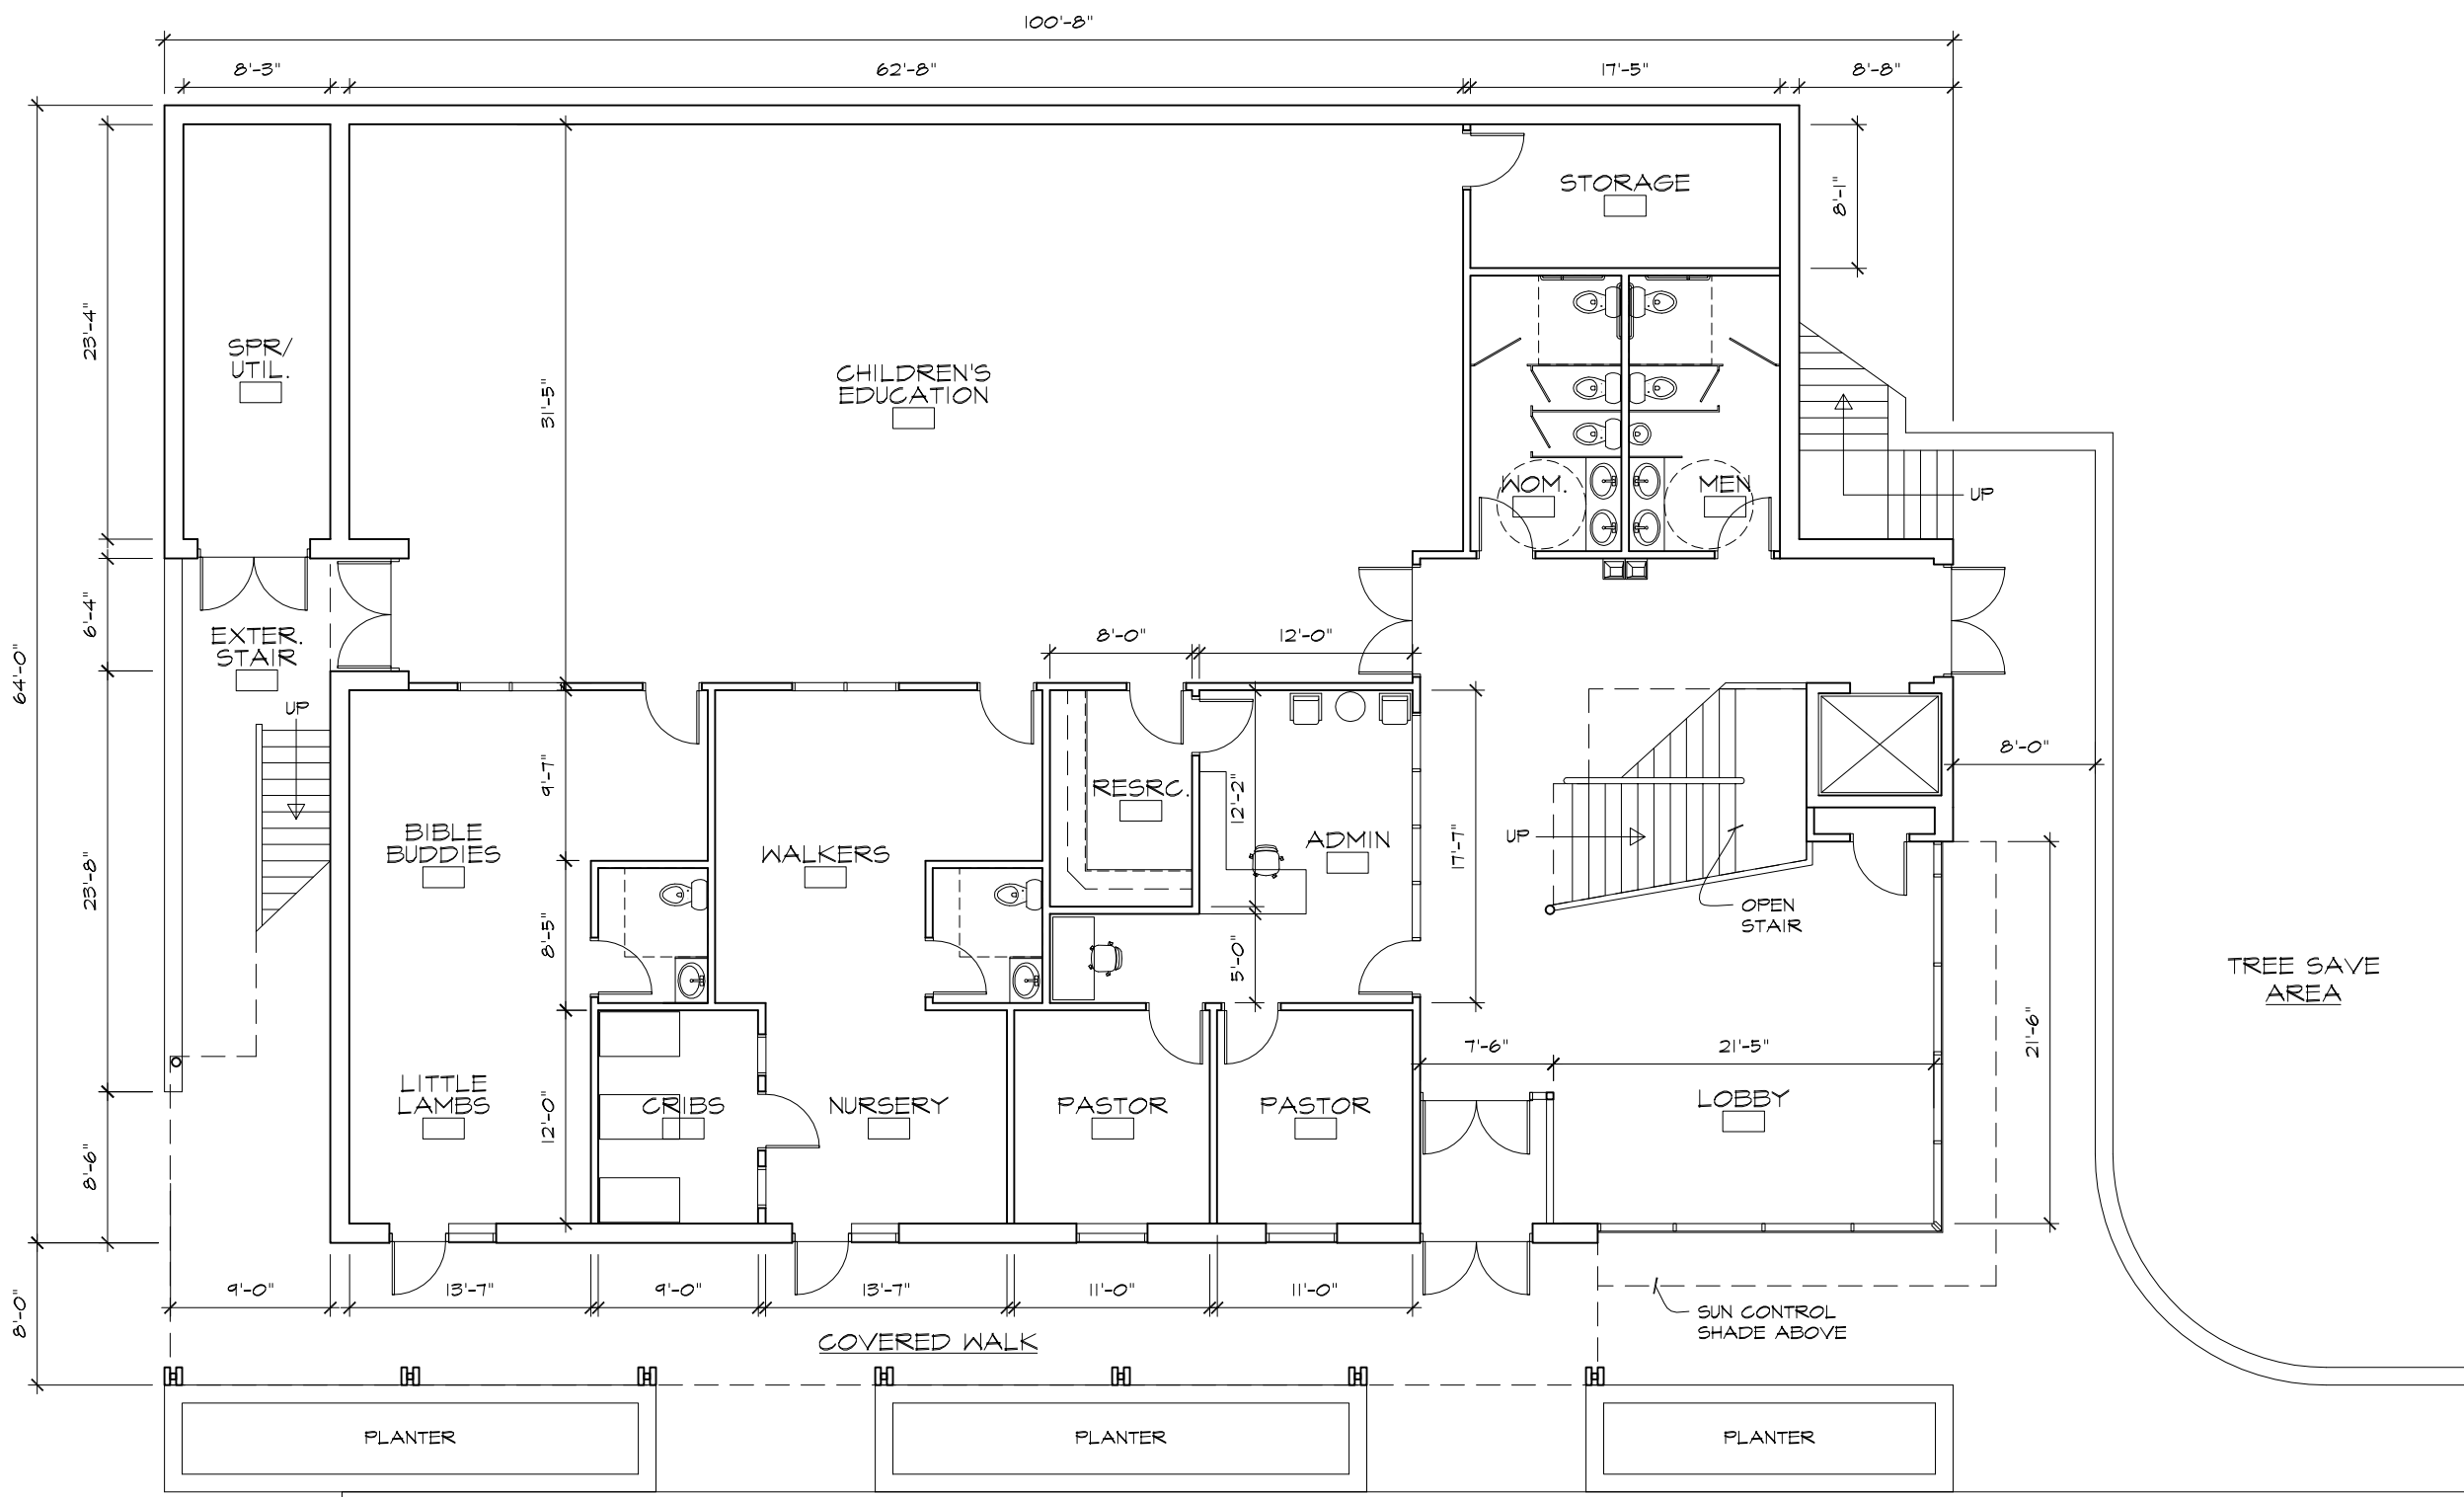 100'-8"
8'-3"
62'-8"
17'-5"
8'-8"
STORAGE
8'-1"
23'-4"
SPR/
UTIL.
31'-5"
CHILDREN'S
EDUCATION
WOM.
MEN
UP
6'-4"
EXTER.
STAIR
8'-0"
12'-0"
64'-0"
UP
9'-7"
RESRC.
12'-2"
8'-0"
BIBLE
BUDDIES
WALKERS
ADMIN
17'-7"
UP
23'-8"
OPEN
STAIR
8'-5"
5'-0"
TREE SAVE
AREA
7'-6"
21'-5"
21'-6"
LITTLE
LAMBS
CRIBS
NURSERY
PASTOR
PASTOR
LOBBY
12'-0"
8'-6"
9'-0"
13'-7"
9'-0"
13'-7"
11'-0"
11'-0"
8'-0"
SUN CONTROL
SHADE ABOVE
COVERED WALK
PLANTER
PLANTER
PLANTER